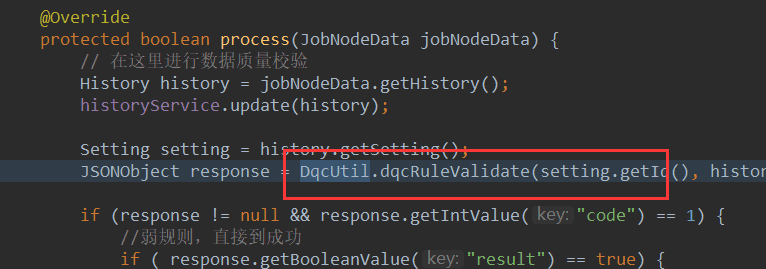 @Override
protected boolean process(JobNodeData jobNodeData) {
// 在这里进行数据质量校验
History history = jobNodeData.getHistory();
historyService.update(history);
Setting setting = history.getSetting();
JSONObject response = DqcUtil.dqcRuleValidate(setting.getId(), histor
if (response != null && response.getIntValue( key: "code") == 1) {
//弱规则，直接到成功
if ( response.getBooleanValue( key: "result") == true) {